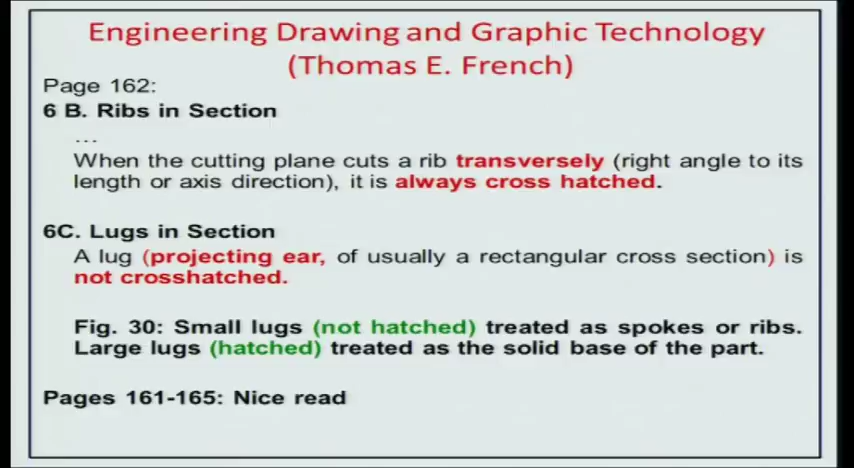 Engineering Drawing and Graphic Technology
(Thomas E. French)
Page 162:
6 B. Ribs in Section
...
When the cutting plane cuts a rib transversely (right angle to its
length or axis direction), it is always cross hatched.
6C. Lugs in Section
A lug (projecting ear, of usually a rectangular cross section) is
not crosshatched.
Fig. 30: Small lugs (not hatched) treated as spokes or ribs.
Large lugs (hatched) treated as the solid base of the part.
Pages 161-165: Nice read